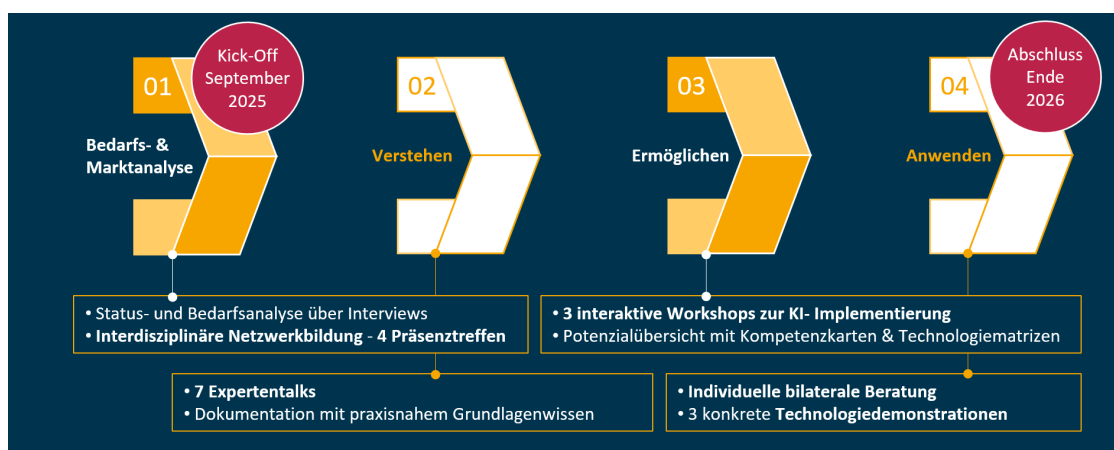 01
Kick-Off
September
2025
Bedarfs- &
Marktanalyse
02
Verstehen
03
Ermöglichen
04
Abschluss
Ende
2026
Anwenden
• Status- und Bedarfsanalyse über Interviews
• Interdisziplinäre Netzwerkbildung - 4 Präsenztreffen
• 3 interaktive Workshops zur KI- Implementierung
• Potenzialübersicht mit Kompetenzkarten & Technologiematrizen
• 7 Expertentalks
• Dokumentation mit praxisnahem Grundlagenwissen
• Individuelle bilaterale Beratung
• 3 konkrete Technologiedemonstrationen